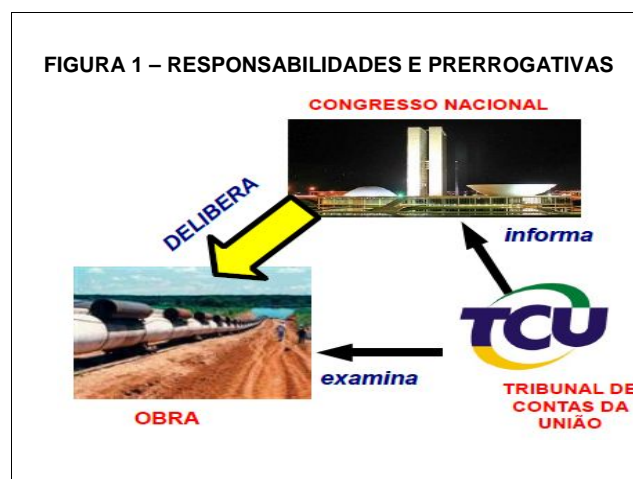 FIGURA 1 – RESPONSABILIDADES E PRERROGATIVAS
CONGRESSO NACIONAL
DELIBERA
informa
TCU
examina
OBRA
TRIBUNAL DE
CONTAS DA
UNIÃO